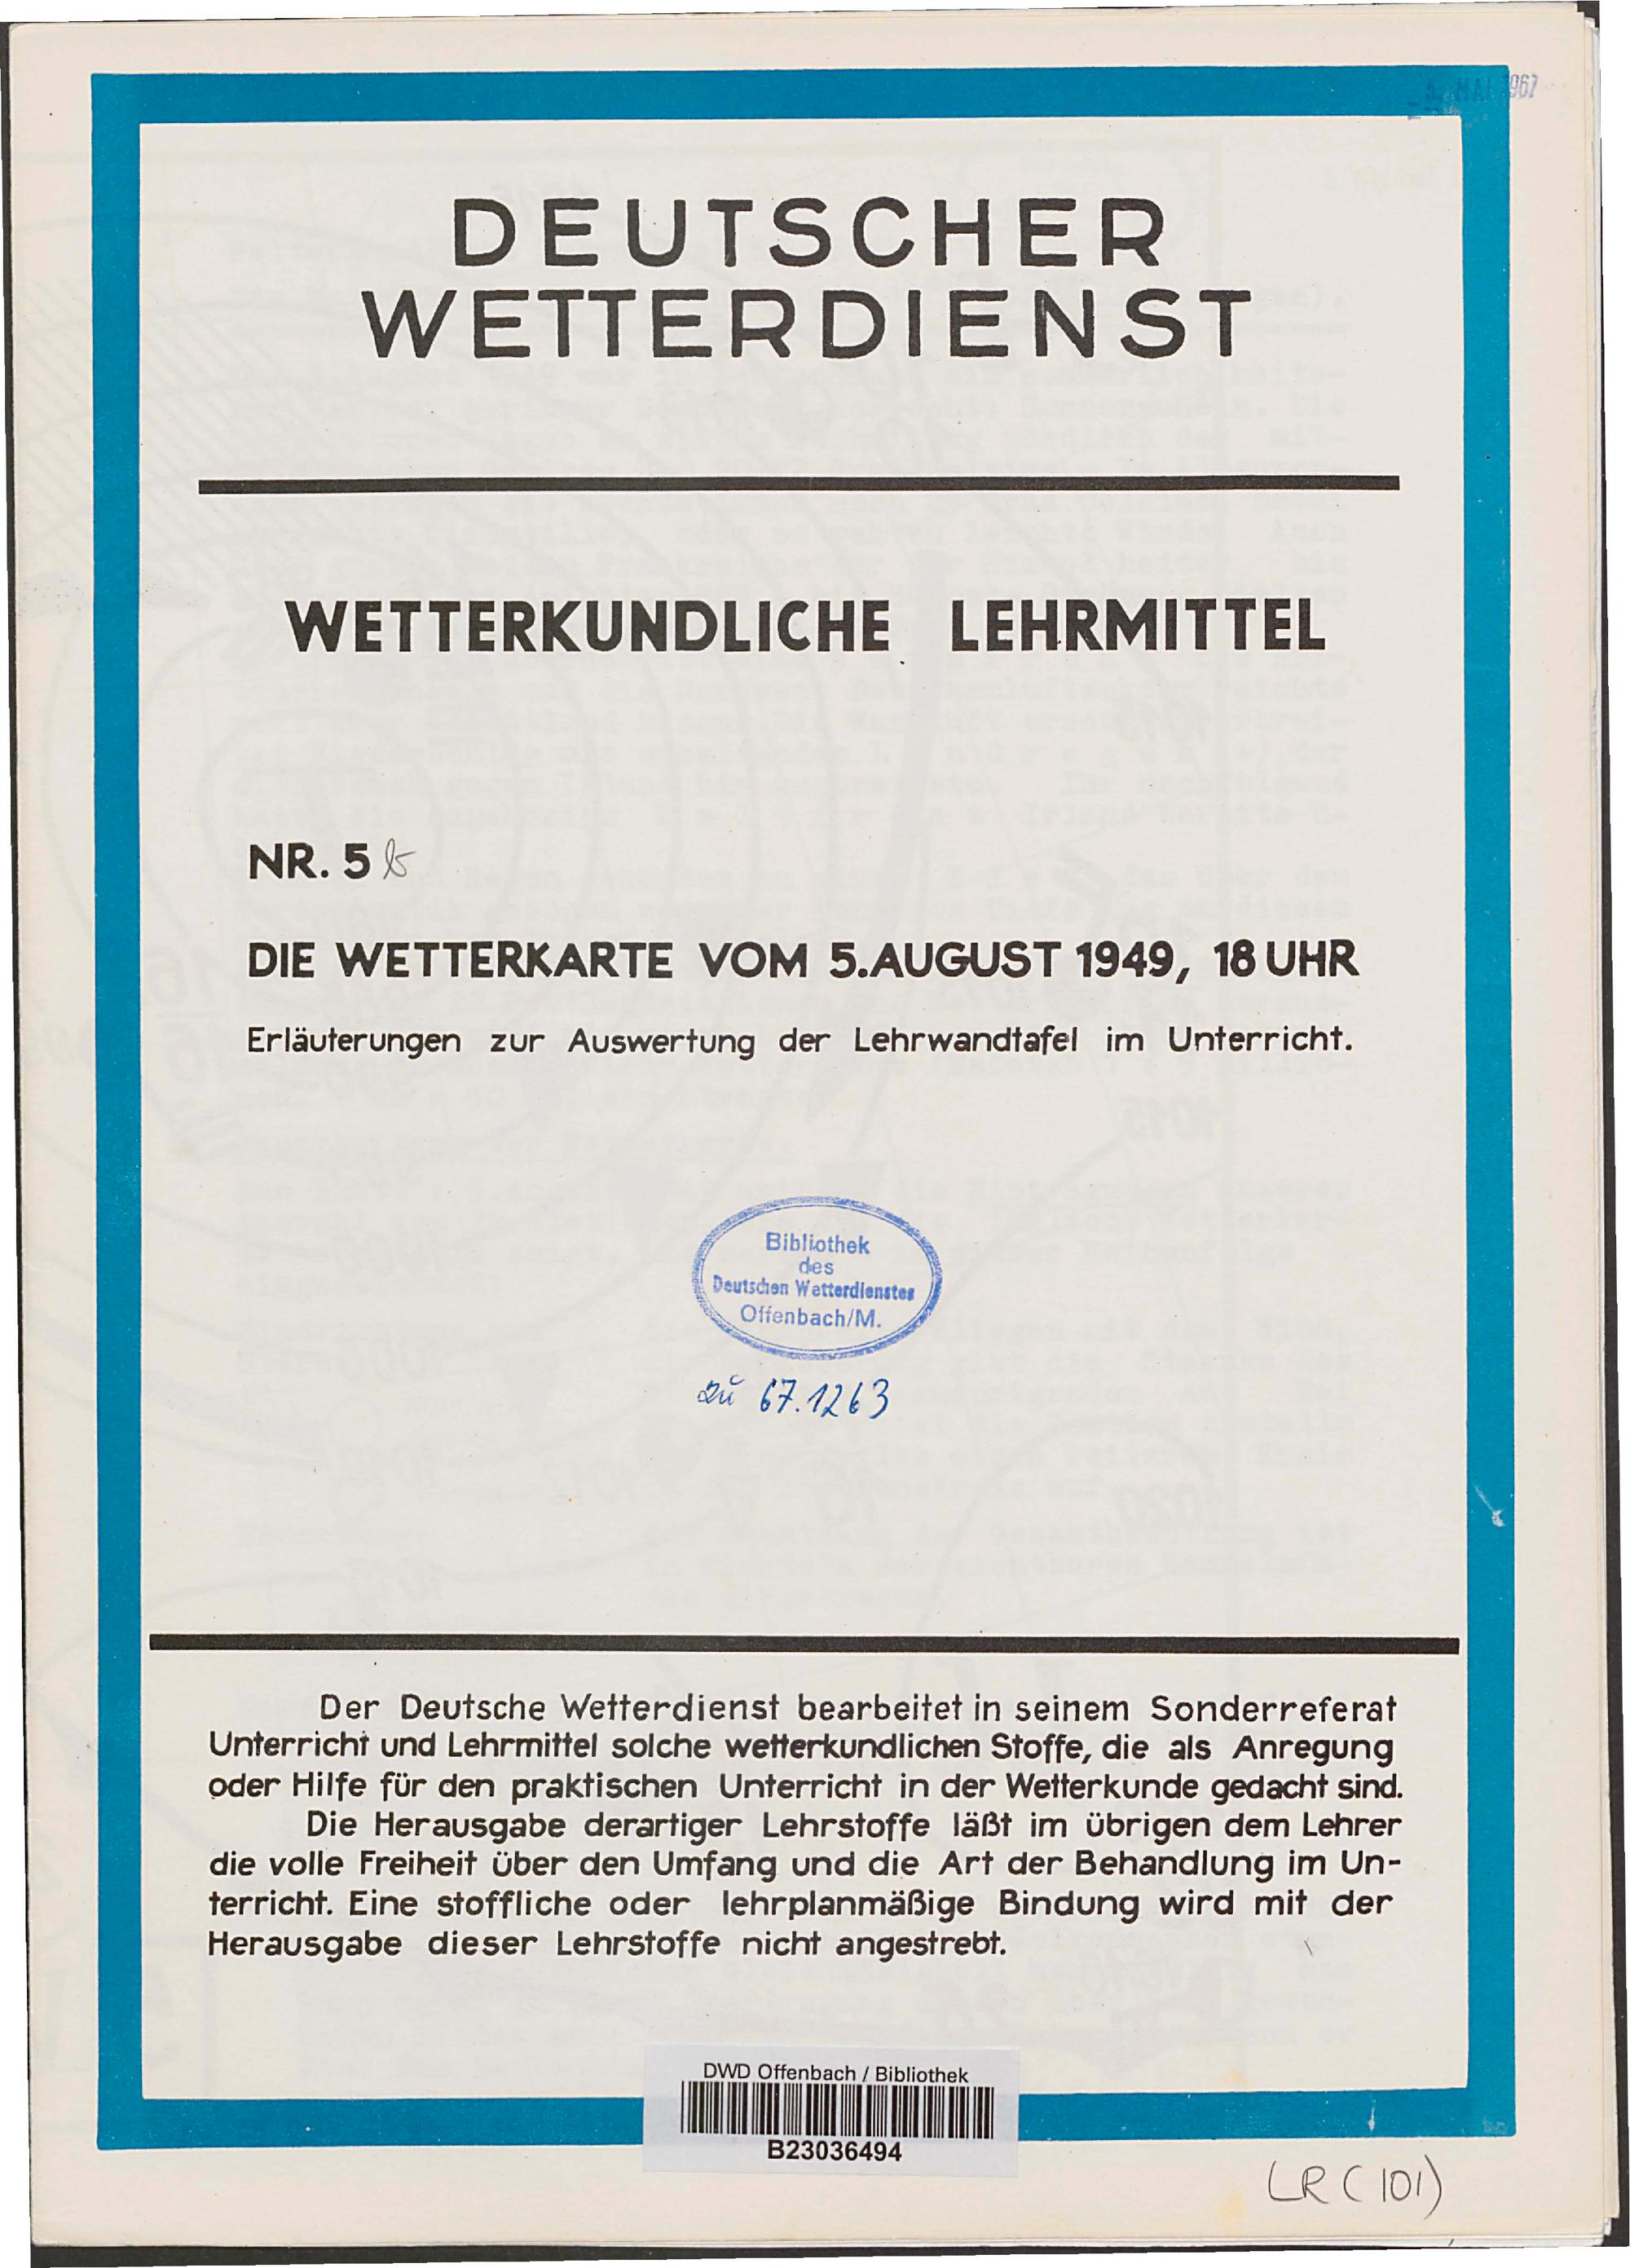 MAI 1967
DEUTSCHER
WETTERDIENST
WETTERKUNDLICHE LEHRMITTEL
NR. 5 b
DIE WETTERKARTE VOM 5.AUGUST 1949, 18 UHR
Erläuterungen zur Auswertung der Lehrwandtafel im Unterricht.
Bibliothek
des
Deutschen Wetterdienstes
Offenbach/M.
zu 67.1263
Der Deutsche Wetterdienst bearbeitet in seinem Sonderreferat
Unterricht und Lehrmittel solche wetterkundlichen Stoffe, die als Anregung
oder Hilfe für den praktischen Unterricht in der Wetterkunde gedacht sind.
Die Herausgabe derartiger Lehrstoffe läßt im übrigen dem Lehrer
die volle Freiheit über den Umfang und die Art der Behandlung im Un-
terricht. Eine stoffliche oder lehrplanmäßige Bindung wird mit der
Herausgabe dieser Lehrstoffe nicht angestrebt.
DWD Offenbach / Bibliothek
B23036494
LR (101)